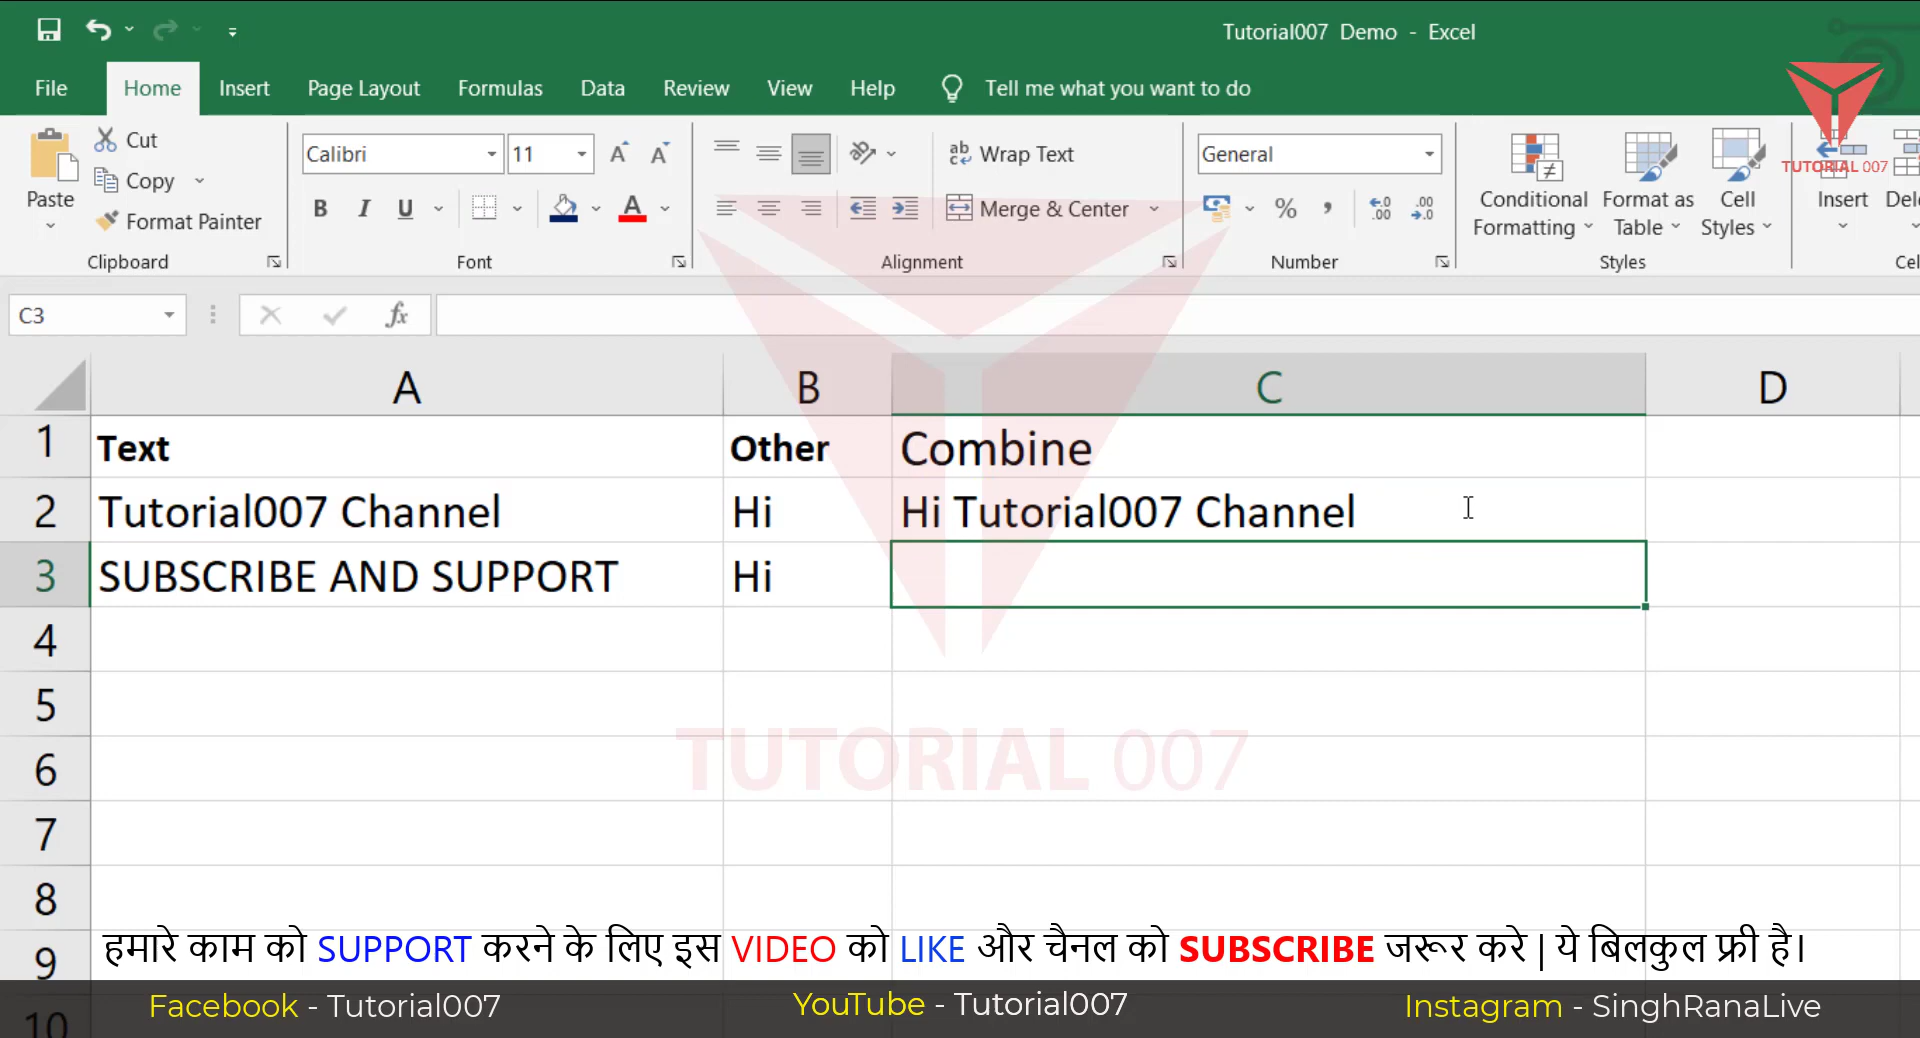 Tutorial007 Demo - Excel
File Home Insert Page Layout Formulas Data Review View Help Tell me what you want to do
TUTORIAL 007
Paste
Cut
Copy
Format Painter
Clipboard
Calibri 11
B I U
Font
Wrap Text
Merge & Center
Alignment
General
Number
Conditional Formatting
Format as Table
Cell Styles
Styles
Insert
C3 fx
A B C D
1 Text Other Combine
2 Tutorial007 Channel Hi Hi Tutorial007 Channel
3 SUBSCRIBE AND SUPPORT Hi
4
5
6
TUTORIAL 007
7
8
9
हमारे काम को SUPPORT करने के लिए इस VIDEO को LIKE और चैनल को SUBSCRIBE जरूर करे | ये बिलकुल फ्री है।
10
Facebook - Tutorial007 YouTube - Tutorial007 Instagram - SinghRanaLive